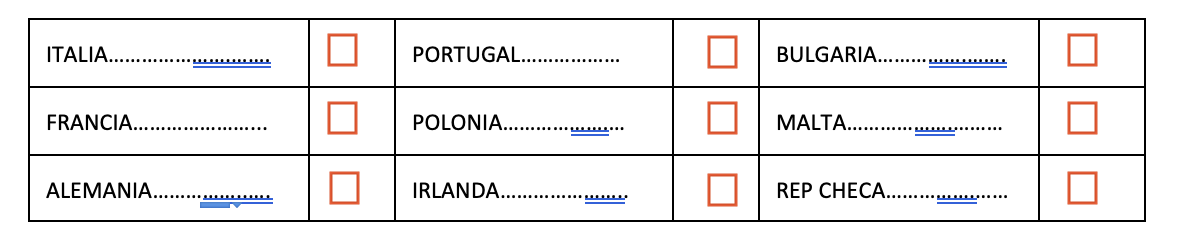 ITALIA........................ PORTUGAL.................. BULGARIA.......................
FRANCIA........................ POLONIA...................... MALTA............................
ALEMANIA...................... IRLANDA....................... REP CHECA......................